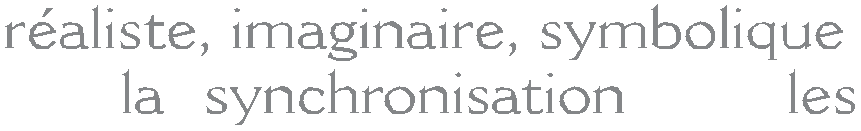 réaliste, imaginaire, symbolique
la synchronisation les